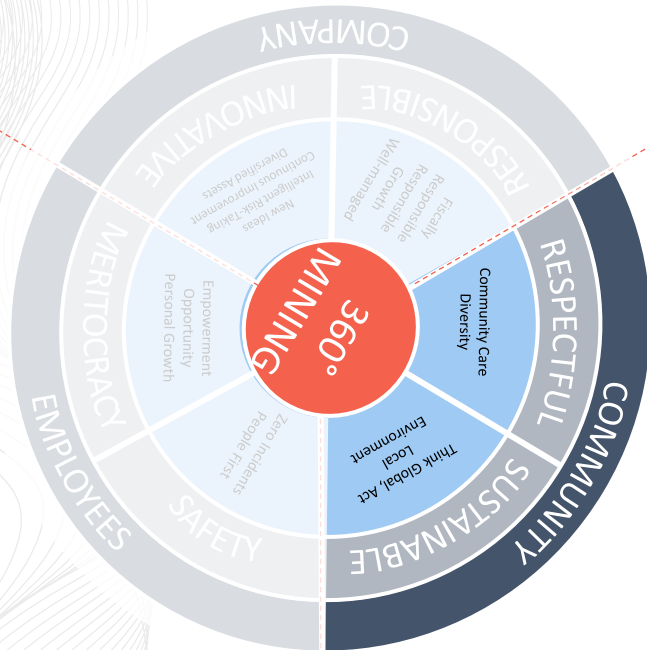 COMPANY
INNOVATIVE
RESPONSIBLE
New Ideas
Intelligent Risk-Taking
Continuous Improvement
Diversified Assets
Fiscally
Responsible
Responsible
Growth
Well-managed
MERITOCRACY
Empowerment
Opportunity
Personal Growth
MINING
360°
Community Care
Diversity
RESPECTFUL
COMMUNITY
EMPLOYEES
SAFETY
Zero Incidents
People First
Think Global, Act
Local
Environment
SUSTAINABLE